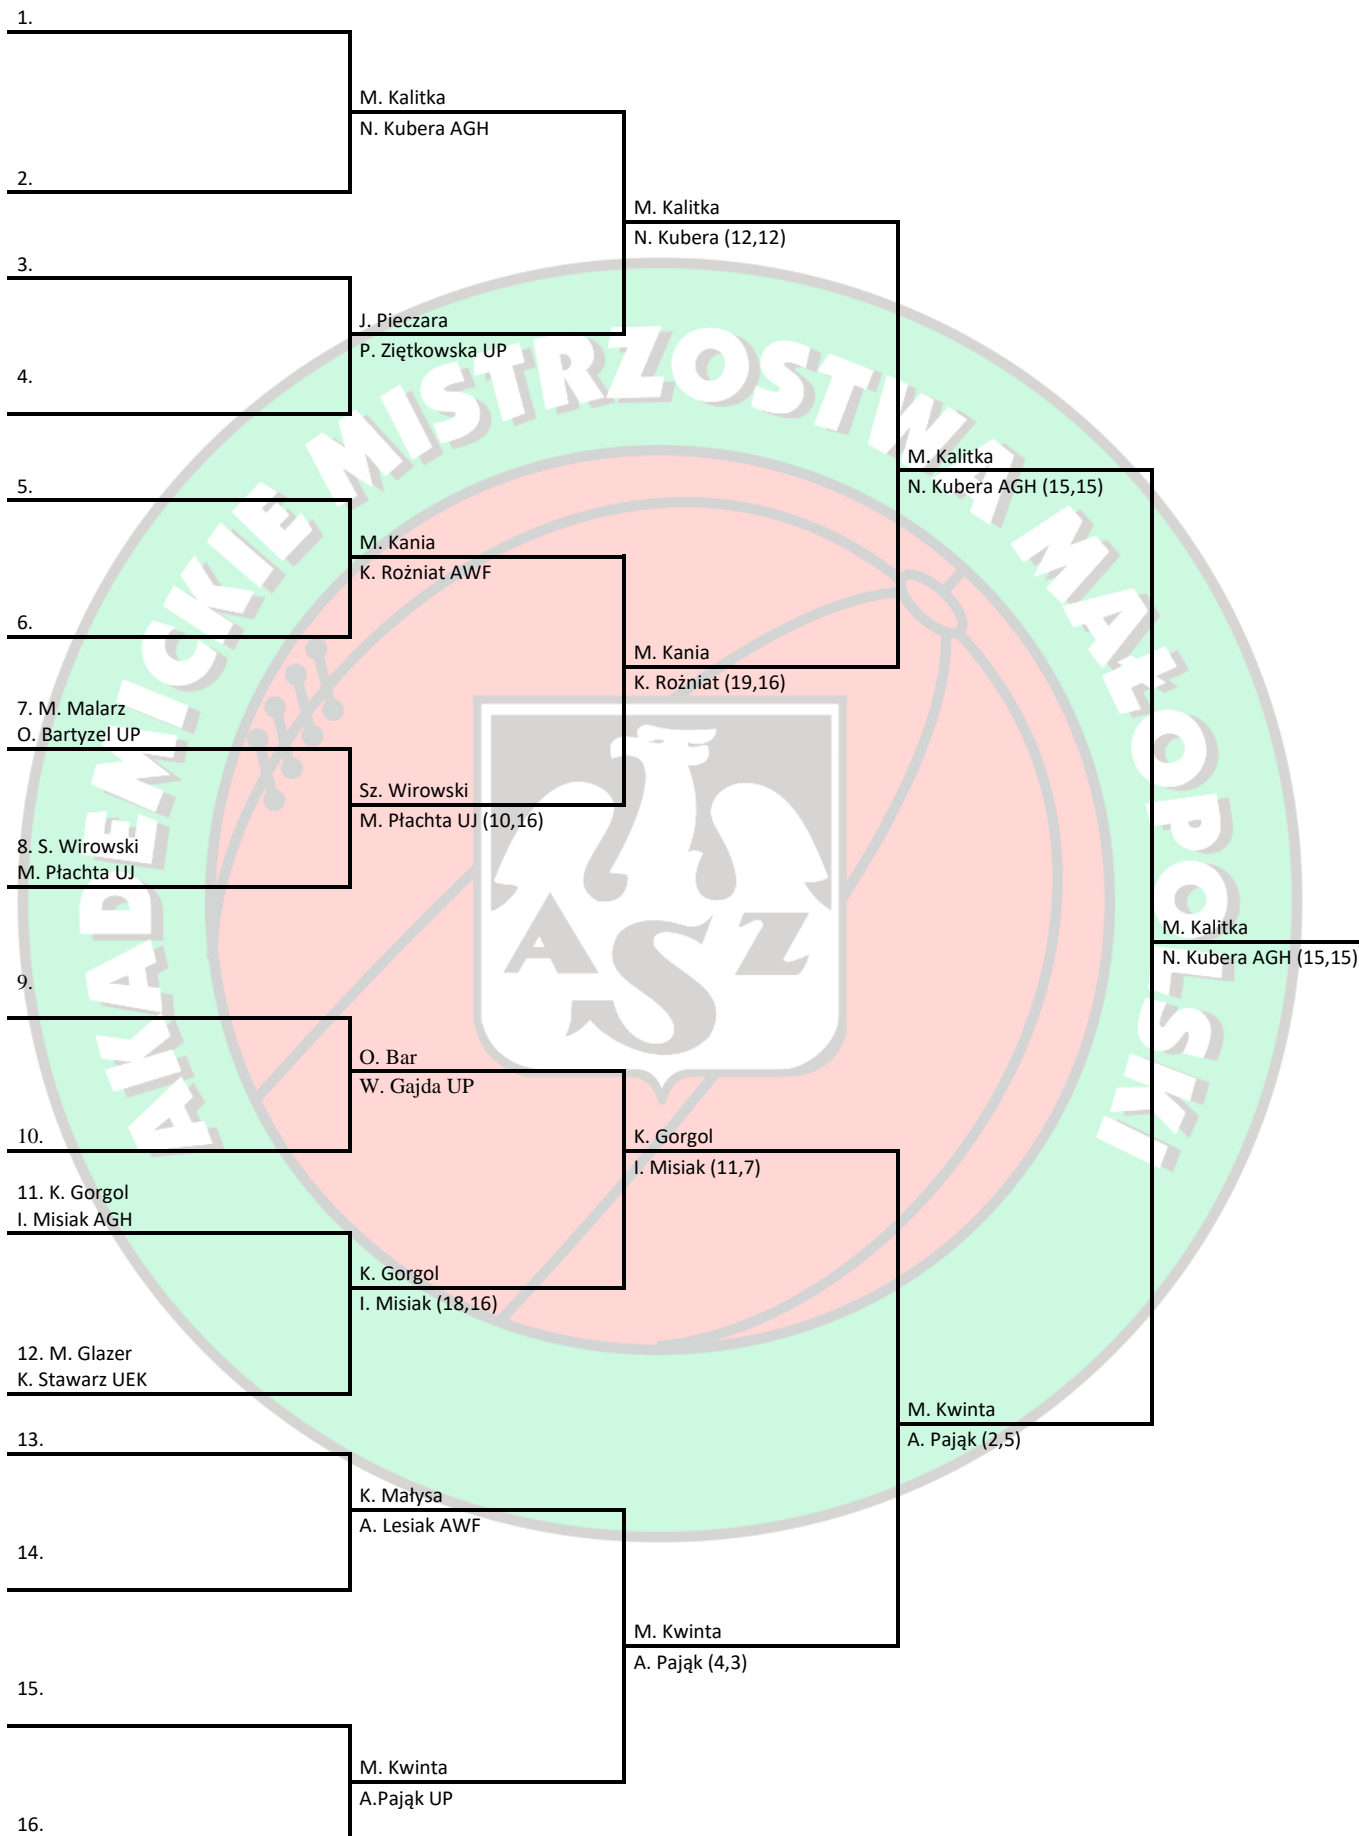 1.
M. Kalitka
N. Kubera AGH
2.
M. Kalitka
N. Kubera (12,12)
3.
J. Pieczara
P. Ziętkowska UP
4.
M. Kalitka
N. Kubera AGH (15,15)
5.
M. Kania
K. Rożniat AWF
6.
M. Kania
K. Rożniat (19,16)
7. M. Malarz
O. Bartyzel UP
Sz. Wirowski
M. Płachta UJ (10,16)
8. S. Wirowski
M. Płachta UJ
M. Kalitka
N. Kubera AGH (15,15)
9.
O. Bar
W. Gajda UP
10.
K. Gorgol
I. Misiak (11,7)
11. K. Gorgol
I. Misiak AGH
K. Gorgol
I. Misiak (18,16)
12. M. Glazer
K. Stawarz UEK
M. Kwinta
A. Pająk (2,5)
13.
K. Małysa
A. Lesiak AWF
14.
M. Kwinta
A. Pająk (4,3)
15.
M. Kwinta
A.Pająk UP
16.
AKADEMICKIE MISTRZOSTWA MAŁOPOLSKI
AZS